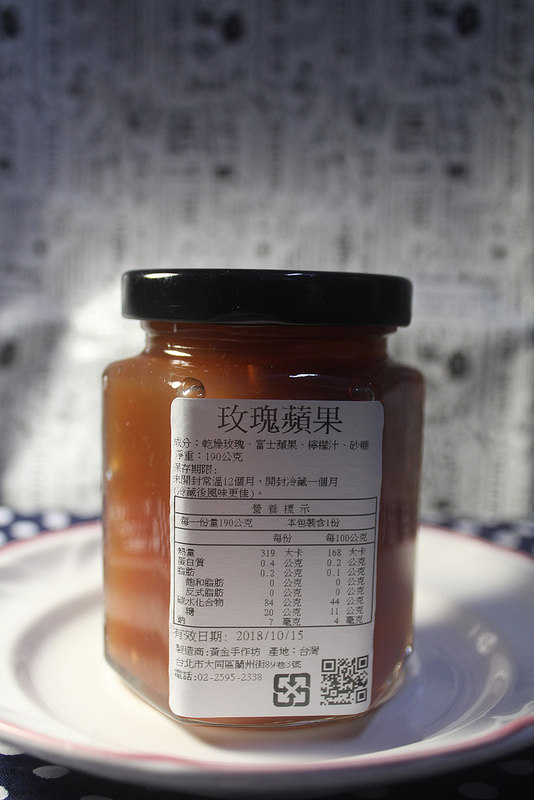 玫瑰蘋果
成分：乾燥玫瑰、富士蘋果、檸檬汁、砂糖
淨重：190公克
保存期限:
未開封常溫12個月，開封冷藏一個月
(冷藏後風味更佳)。
營養標示
每一份量190公克 本包裝含1份
每份 每100公克
熱量 319 大卡 168 大卡
蛋白質 0.4 公克 0.2 公克
脂肪 0.2 公克 0.1 公克
飽和脂肪 0 公克 0 公克
反式脂肪 0 公克 0 公克
碳水化合物 84 公克 44 公克
糖 20 公克 11 公克
鈉 7 毫克 4 毫克
有效日期: 2018/10/15
製造商:黃金手作坊 產地:台灣
台北市大同區蘭州街89巷3號
電話:02-2595-2338